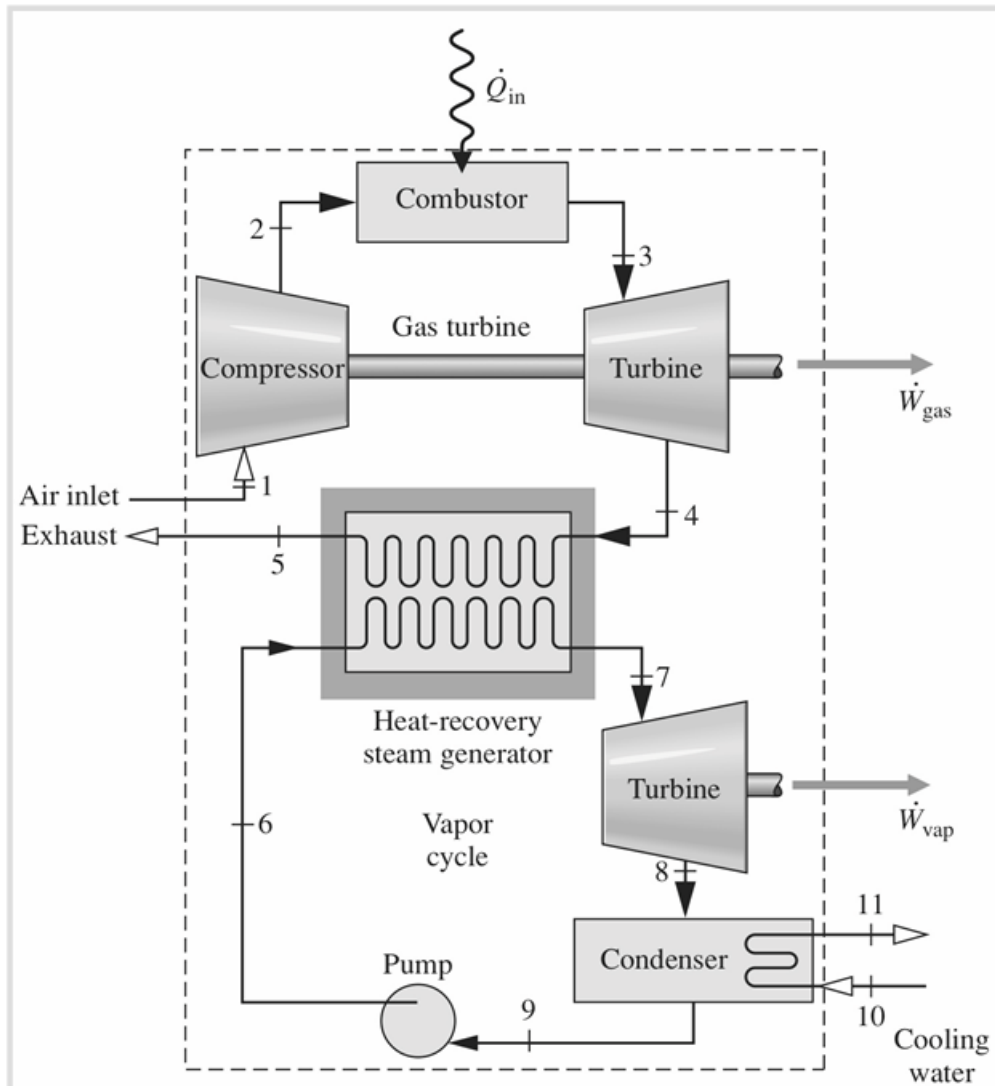 Q̇in
Combustor
2
3
Gas turbine
Compressor
Turbine
Ẇgas
1
Air inlet
4
Exhaust
5
7
Heat-recovery
steam generator
Turbine
Ẇvap
6
Vapor
cycle
8
11
Condenser
Pump
9
10
Cooling
water